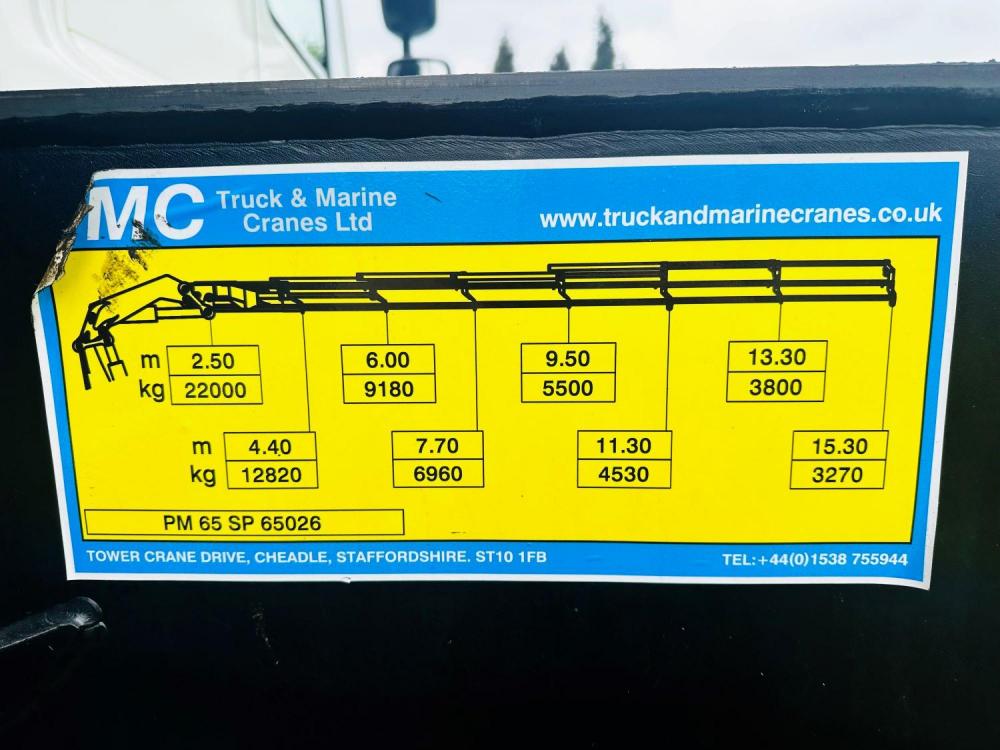 MC
Truck & Marine
Cranes Ltd
www.truckandmarinecranes.co.uk
m 2.50 6.00 9.50 13.30
kg 22000 9180 5500 3800
m 4.40 7.70 11.30 15.30
kg 12820 6960 4530 3270
PM 65 SP 65026
TOWER CRANE DRIVE, CHEADLE, STAFFORDSHIRE. ST10 1FB
TEL:+44(0)1538 755944